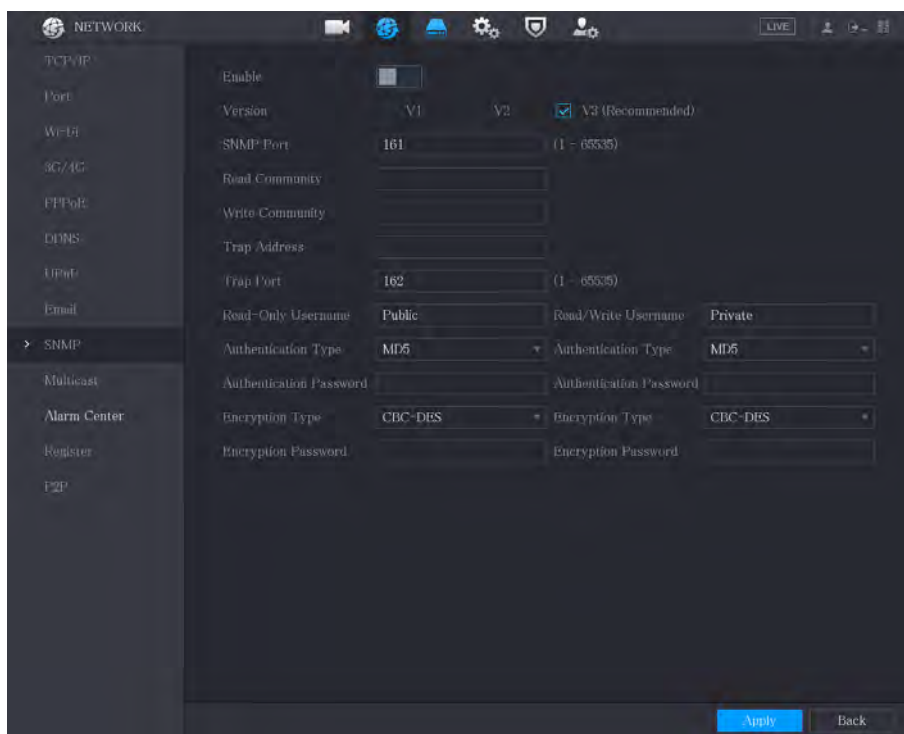 NETWORK
LIVE
TCP/IP
Port
Wi-Fi
3G/4G
PPPoE
DDNS
UPnP
Email
SNMP
Multicast
Alarm Center
Register
P2P
Enable
Version V1 V2 V3 (Recommended)
SNMP Port 161 (1 - 65535)
Read Community
Write Community
Trap Address
Trap Port 162 (1 - 65535)
Read-Only Username Public Read/Write Username Private
Authentication Type MD5 Authentication Type MD5
Authentication Password Authentication Password
Encryption Type CBC-DES Encryption Type CBC-DES
Encryption Password Encryption Password
Apply Back